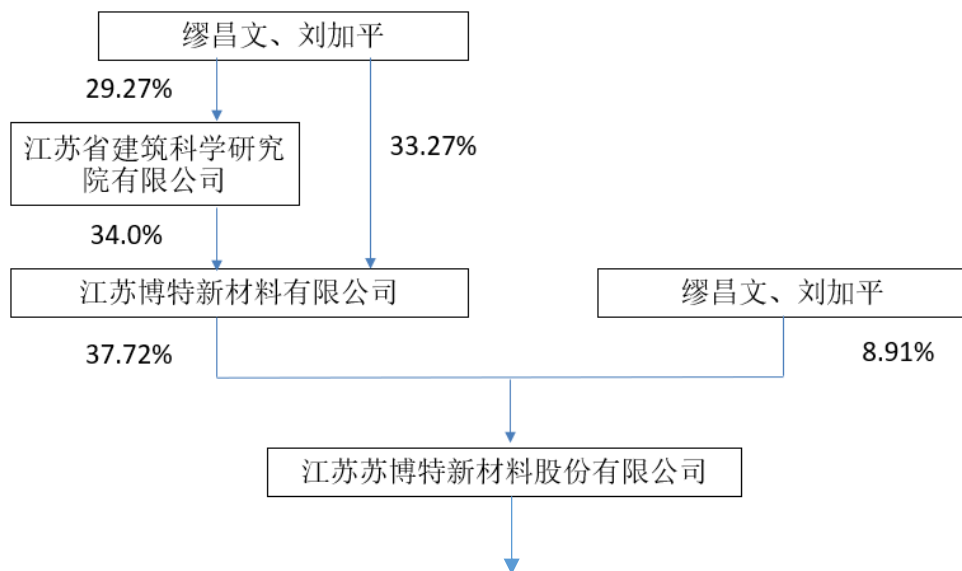 缪昌文、刘加平
29.27%
江苏省建筑科学研究
院有限公司
33.27%
34.0%
江苏博特新材料有限公司
缪昌文、刘加平
37.72%
8.91%
江苏苏博特新材料股份有限公司